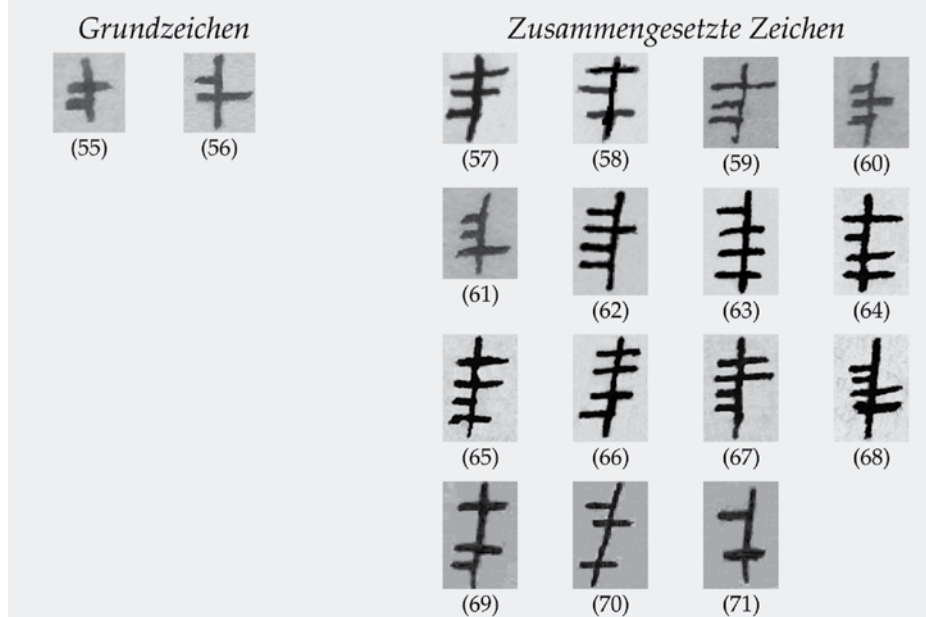 Grundzeichen Zusammengesetzte Zeichen
(55) (56) (57) (58) (59) (60)
(61) (62) (63) (64)
(65) (66) (67) (68)
(69) (70) (71)